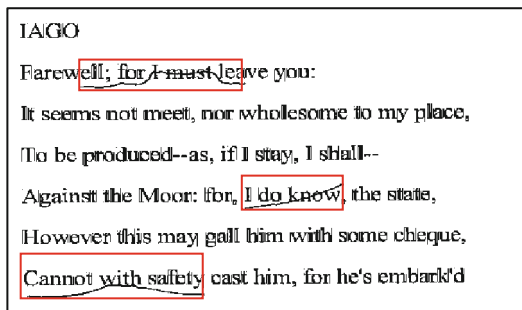 IAGO
Farewell; for I must leave you:
It seems not meet, nor wholesome to my place,
To be produced--as, if I stay, I shall--
Against the Moor: for, I do know, the state,
However this may gall him with some cheque,
Cannot with safety cast him, for he's embark'd